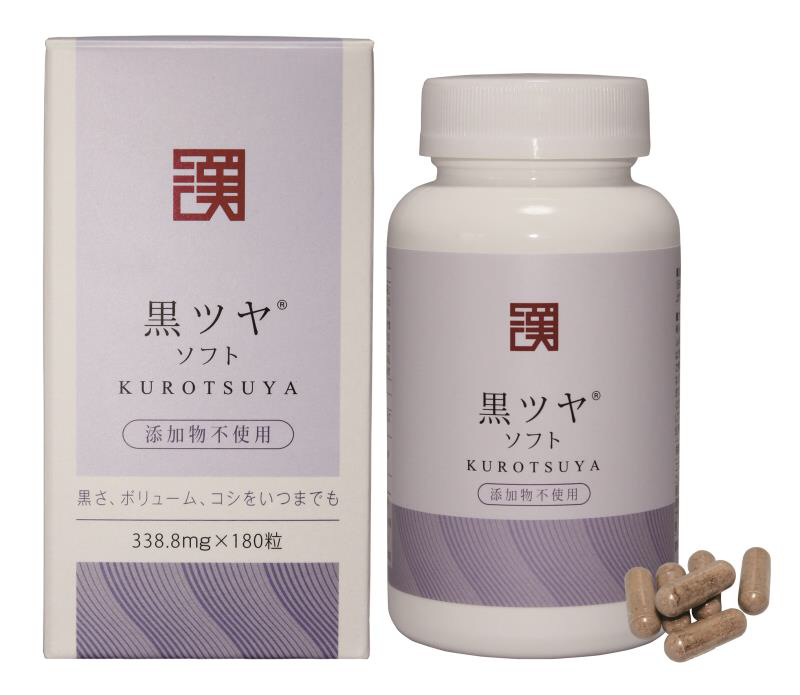 漢
黒ツヤ®
ソフト
KUROTSUYA
添加物不使用
黒さ、ボリューム、コシをいつまでも
338.8mg×180粒
漢
黒ツヤ®
ソフト
KUROTSUYA
添加物不使用